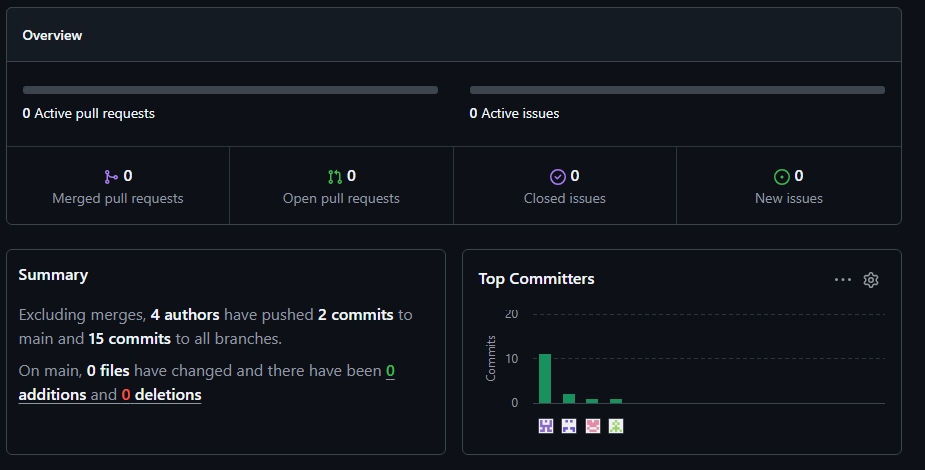 Overview
0 Active pull requests
0 Active issues
0
Merged pull requests
0
Open pull requests
0
Closed issues
0
New issues
Summary
Excluding merges, 4 authors have pushed 2 commits to
main and 15 commits to all branches.
On main, 0 files have changed and there have been 0
additions and 0 deletions
Top Committers
Commits
20
10
0